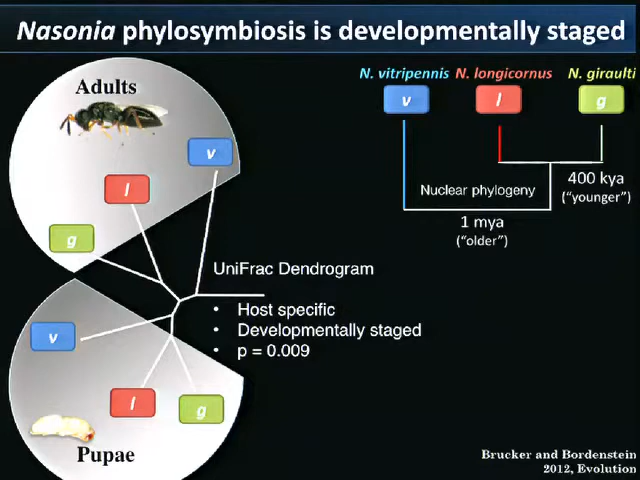 Nasonia phylosymbiosis is developmentally staged
Adults
v
l
g
N. vitripennis N. longicornus N. giraulti
v l g
Nuclear phylogeny
400 kya
("younger")
1 mya
("older")
UniFrac Dendrogram
• Host specific
• Developmentally staged
• p = 0.009
v
l
g
Pupae
Brucker and Bordenstein
2012, Evolution